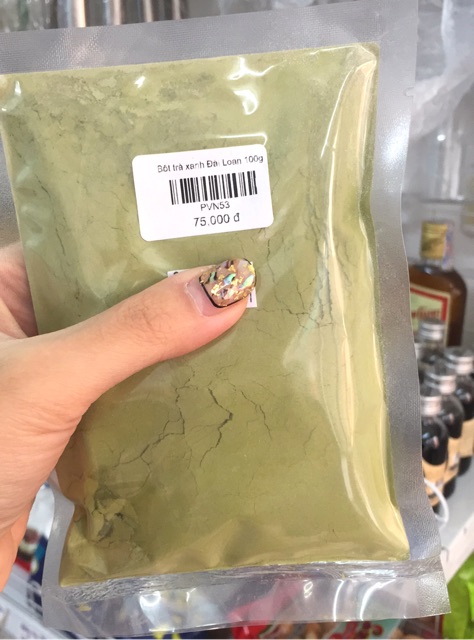 Bột trà xanh Đài Loan 100g
PVN53
75.000 đ